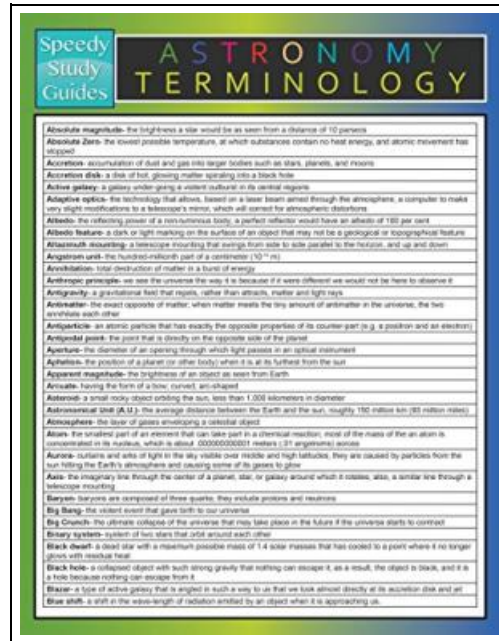 Speedy
Study
Guides
ASTRONOMY
TERMINOLOGY
Absolute magnitude- the brightness a star would be as seen from a distance of 10 parsecs
Absolute Zero- the lowest possible temperature, at which substances contain no heat energy, and atomic movement has
stopped
Accretion- accumulation of dust and gas into larger bodies such as stars, planets, and moons
Accretion disk- a disk of hot, glowing matter spiraling into a black hole
Active galaxy- a galaxy under-going a violent outburst in its central regions
Adaptive optics- the technology that allows, based on a laser beam aimed through the atmosphere, a computer to make
very slight modifications to a telescope's mirror, which will correct for atmospheric distortions
Albedo- the reflecting power of a non-luminous body, a perfect reflector would have an albedo of 100 per cent
Albedo feature- a dark or light marking on the surface of an object that may not be a geological or topographical feature
Altazimuth mounting- a telescope mounting that swings from side to side parallel to the horizon, and up and down
Angstrom unit- the hundred-millionth part of a centimeter
Annihilation- total destruction of matter in a burst of energy
Anthropic principle- we see the universe the way it is because if it were different we would not be here to observe it
Antigravity- a gravitational field that repels, rather than attracts, matter and light rays
Antimatter- the exact opposite of matter; when matter meets the tiny amount of antimatter in the universe, the two
annihilate each other
Antiparticle- an atomic particle that has exactly the opposite properties of its counter-part (e.g. a positron and an electron)
Antipodal point- the point that is directly on the opposite side of the planet
Aperture- the diameter of an opening through which light passes in an optical instrument
Aphelion- the position of a planet (or other body) when it is at its furthest from the sun
Apparent magnitude- the brightness of an object as seen from Earth
Arcuate- having the form of a bow; curved; arc-shaped
Asteroid- a small rocky object orbiting the sun, less than 1,000 kilometers in diameter
Astronomical Unit (A.U.)- the average distance between the Earth and the sun, roughly 150 million km (93 million miles)
Atmosphere- the layer of gases enveloping a celestial object
Atom- the smallest part of an element that can take part in a chemical reaction; most of the mass of the an atom is
concentrated in its nucleus, which is about meters (.01 angstroms) across
Aurora- curtains and arks of light in the sky visible over middle and high latitudes, they are caused by particles from the
sun hitting the Earth's atmosphere and causing some of its gases to glow
Axis- the imaginary line through the center of a planet, star, or galaxy around which it rotates; also, a similar line through a
telescope mounting
Baryon- baryons are composed of three quarks; they include protons and neutrons
Big Bang- the violent event that gave birth to our universe
Big Crunch- the ultimate collapse of the universe that may take place in the future if the universe starts to contract
Binary system- system of two stars that orbit around each other
Black dwarf- a dead star with a maximum possible mass of 1.4 solar masses that has cooled to a point where it no longer
glows with residual heat
Black hole- a collapsed object with such strong gravity that nothing can escape it, as a result, the object is black, and it is
a hole because nothing can escape from it
Blazar- a type of active galaxy that is angled in such a way to us that we look almost directly at its accretion disk and jet
Blue shift- a shift in the wave-length of radiation emitted by an object when it is approaching us.